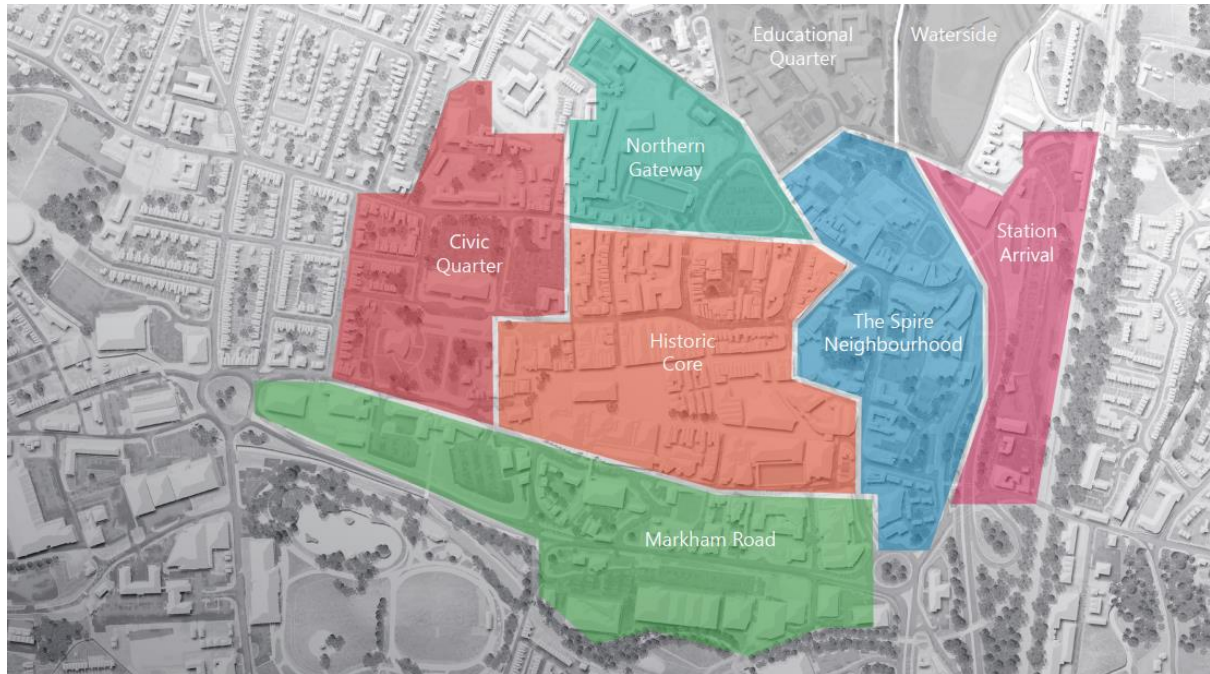 Educational
Quarter
Waterside
Northern
Gateway
Civic
Quarter
Station
Arrival
Historic
Core
The Spire
Neighbourhood
Markham Road